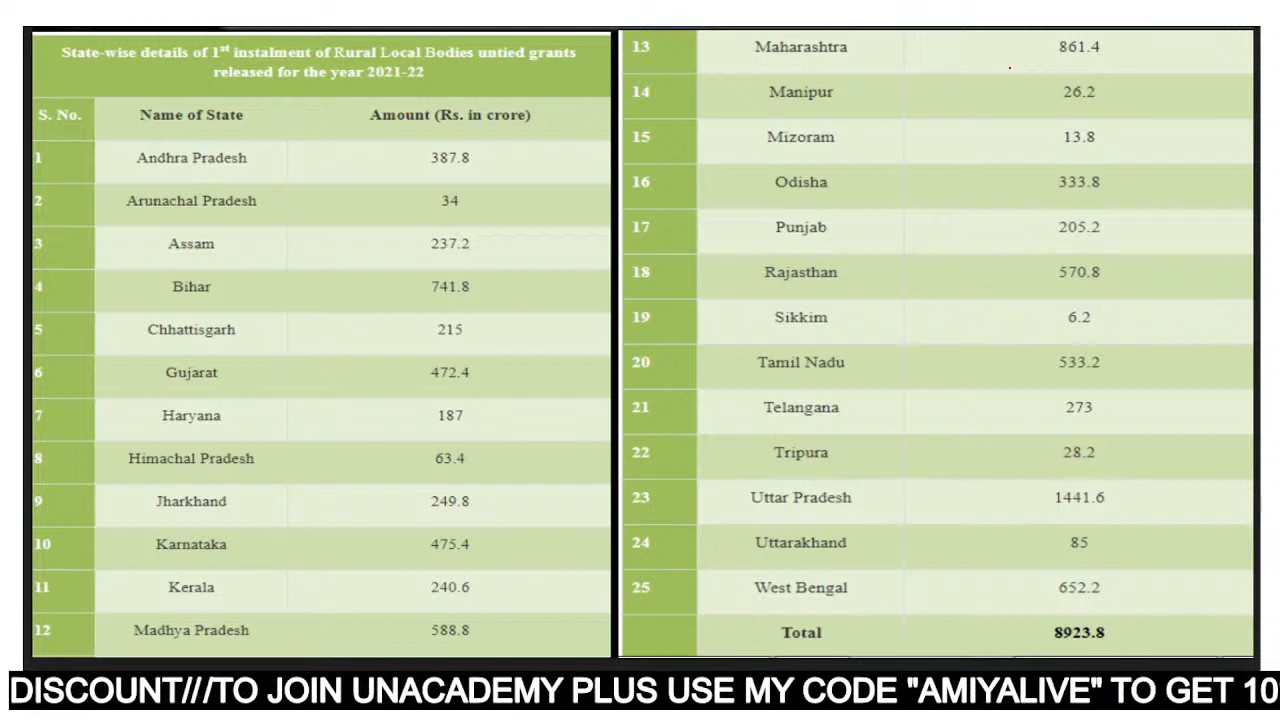 State-wise details of 1st instalment of Rural Local Bodies untied grants
released for the year 2021-22
S. No. Name of State Amount (Rs. in crore)
1 Andhra Pradesh 387.8
2 Arunachal Pradesh 34
3 Assam 237.2
4 Bihar 741.8
5 Chhattisgarh 215
6 Gujarat 472.4
7 Haryana 187
8 Himachal Pradesh 63.4
9 Jharkhand 249.8
10 Karnataka 475.4
11 Kerala 240.6
12 Madhya Pradesh 588.8
13 Maharashtra 861.4
14 Manipur 26.2
15 Mizoram 13.8
16 Odisha 333.8
17 Punjab 205.2
18 Rajasthan 570.8
19 Sikkim 6.2
20 Tamil Nadu 533.2
21 Telangana 273
22 Tripura 28.2
23 Uttar Pradesh 1441.6
24 Uttarakhand 85
25 West Bengal 652.2
Total 8923.8
DISCOUNT///TO JOIN UNACADEMY PLUS USE MY CODE "AMIYALIVE" TO GET 10